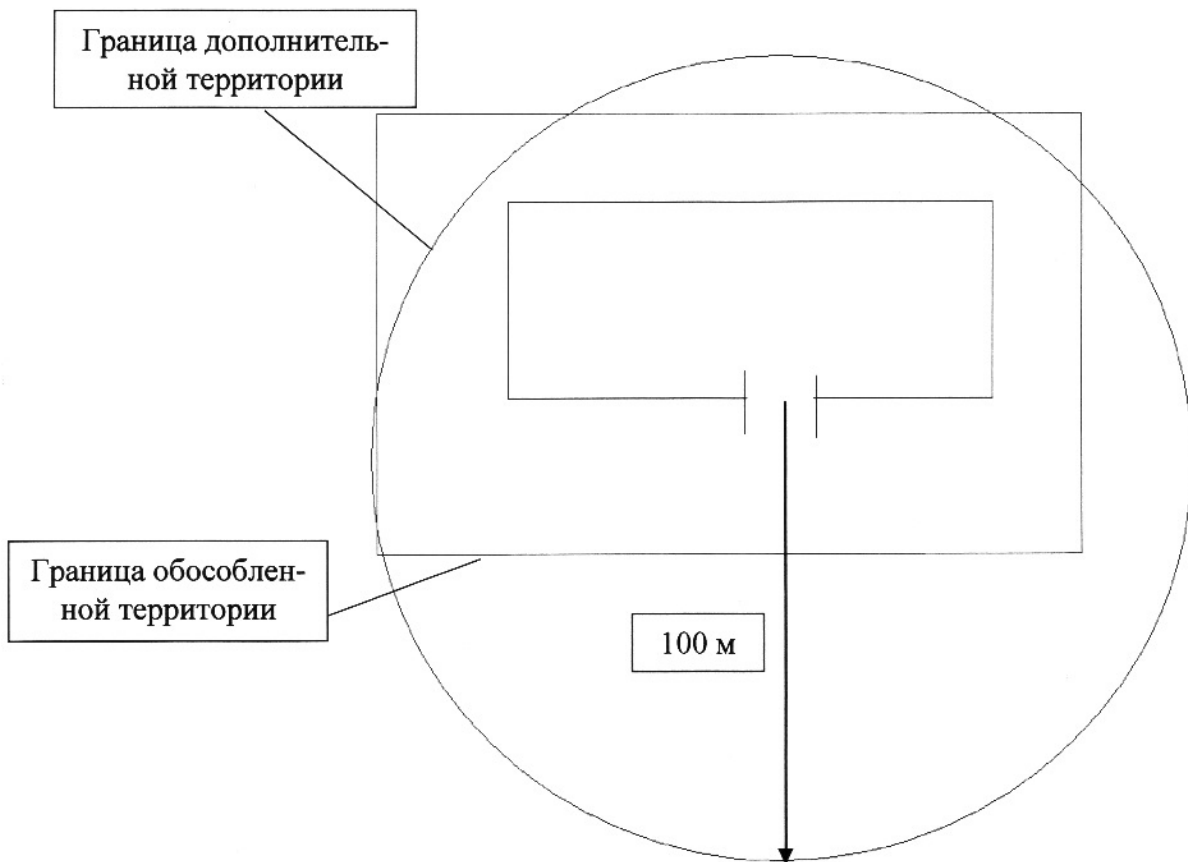 Граница дополнитель-
ной территории
Граница обособлен-
ной территории
100 м